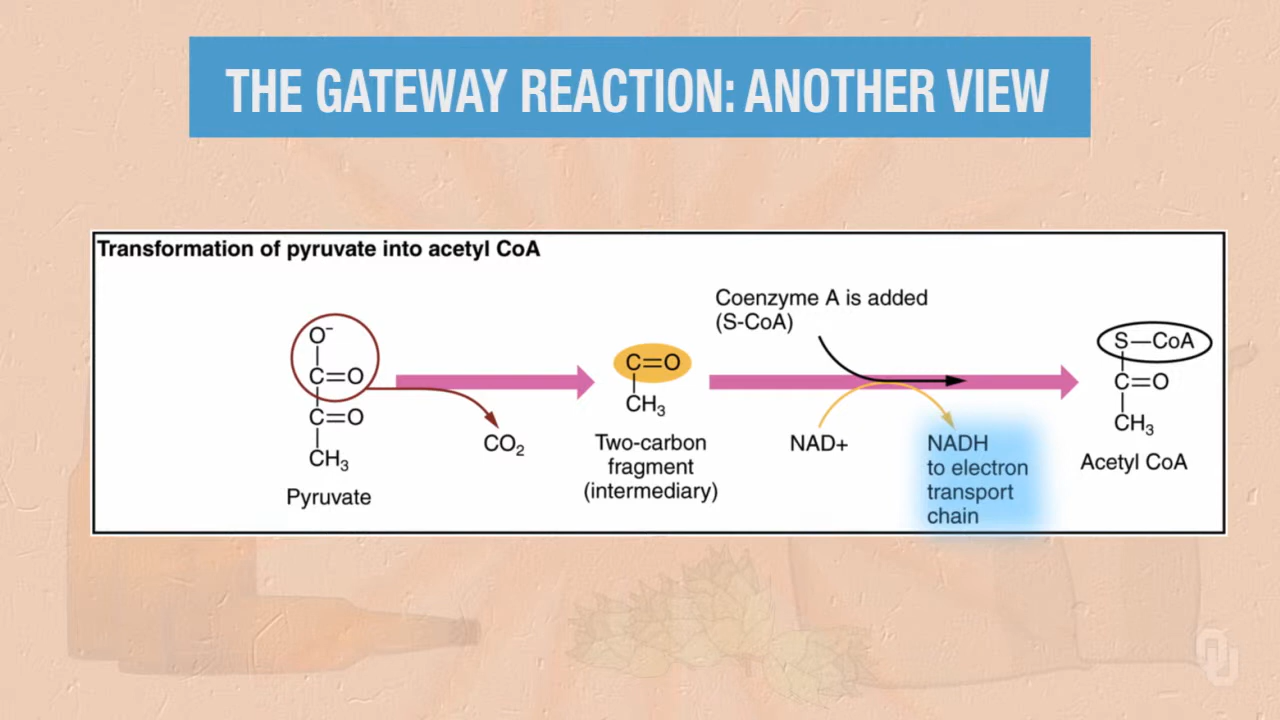 THE GATEWAY REACTION: ANOTHER VIEW
Transformation of pyruvate into acetyl CoA
Coenzyme A is added
(S-CoA)
O⁻
C=O
C=O
CH₃
Pyruvate
CO₂
C=O
CH₃
Two-carbon
fragment
(intermediary)
NAD+
NADH
to electron
transport
chain
S—CoA
C=O
CH₃
Acetyl CoA
OU